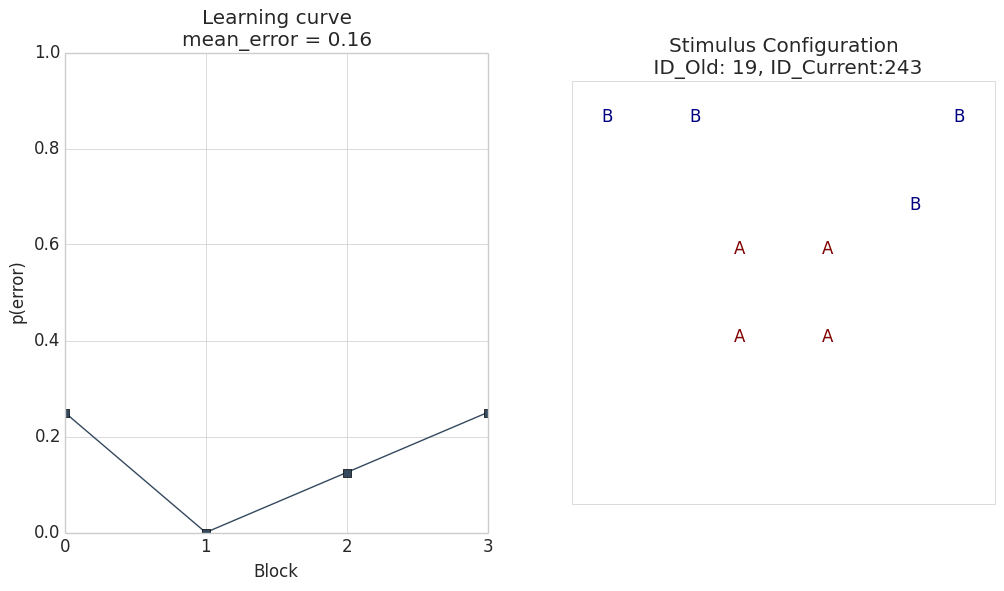 Learning curve
mean_error = 0.16
1.0
0.8
0.6
0.4
0.2
0.0
p(error)
0 1 2 3
Block
Stimulus Configuration
ID_Old: 19, ID_Current:243
B B B
B
A A
A A